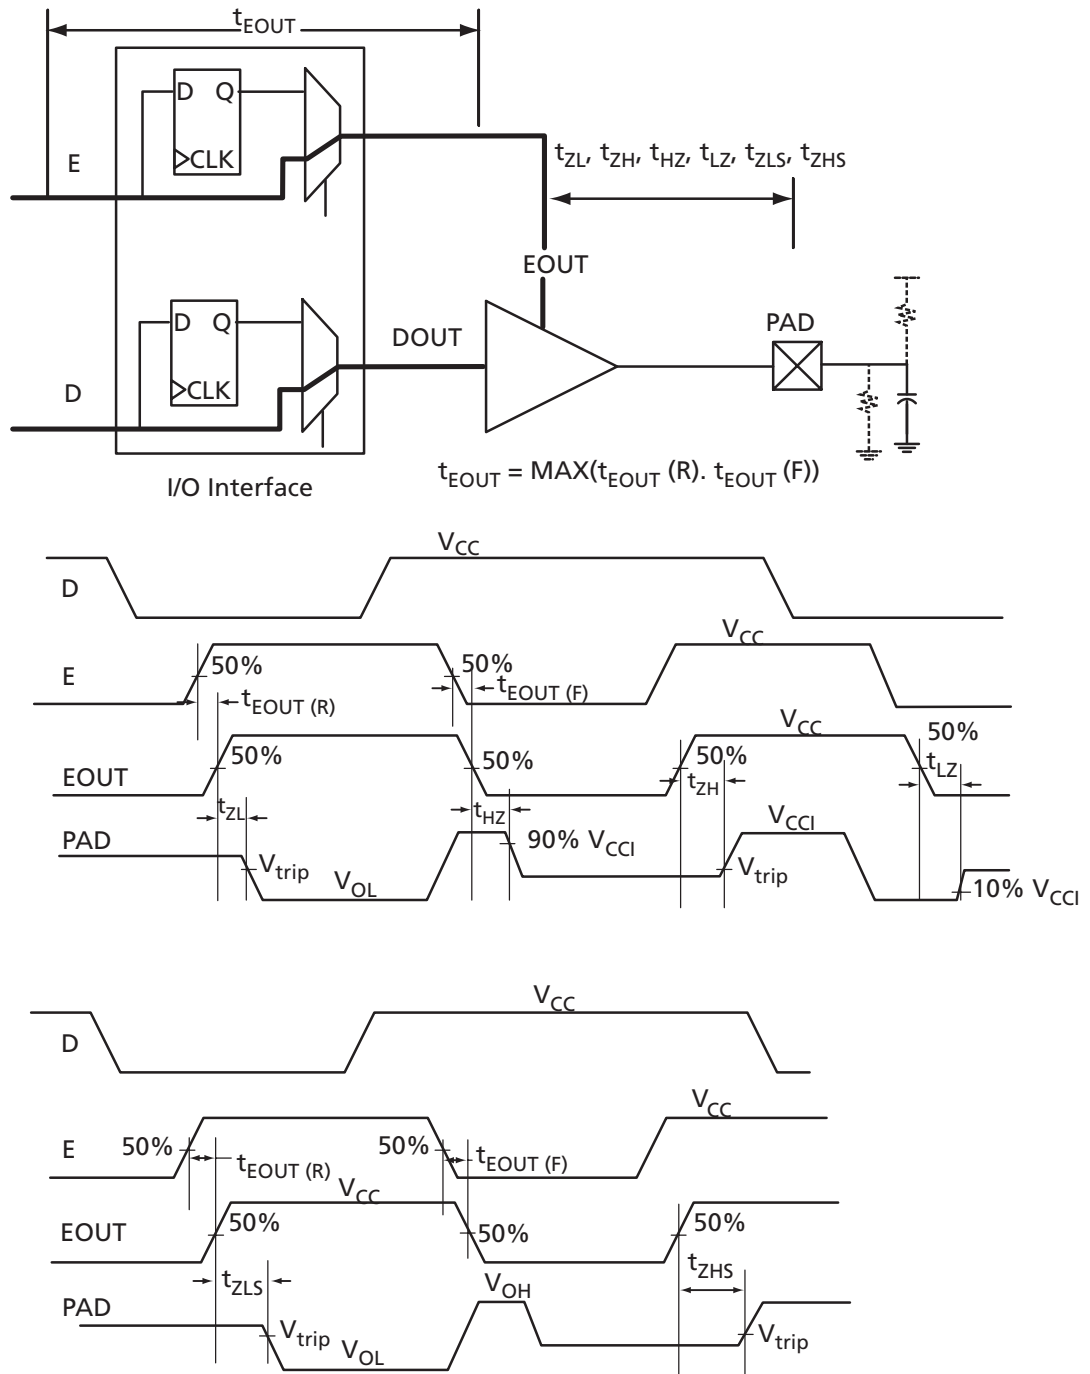 tEOUT
D Q
CLK
E
tZL, tZH, tHZ, tLZ, tZLS, tZHS
EOUT
D Q
CLK
D
DOUT
PAD
I/O Interface
tEOUT = MAX(tEOUT (R). tEOUT (F))
D
VCC
E
50%
50%
VCC
tEOUT (R)
tEOUT (F)
EOUT
50%
50%
50%
VCC
50%
tZL
tHZ
tZH
tLZ
PAD
Vtrip
VOL
90% VCCI
Vtrip
VCCI
10% VCCI
D
VCC
E
50%
50%
VCC
tEOUT (R)
tEOUT (F)
EOUT
50%
VCC
50%
50%
tZLS
tZHS
PAD
Vtrip
VOL
VOH
Vtrip